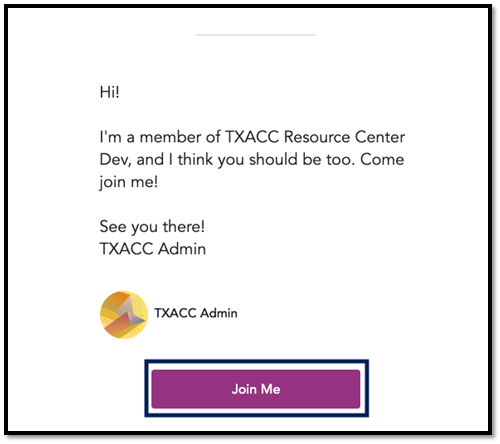 Hi!
I'm a member of TXACC Resource Center
Dev, and I think you should be too. Come
join me!
See you there!
TXACC Admin
TXACC Admin
Join Me